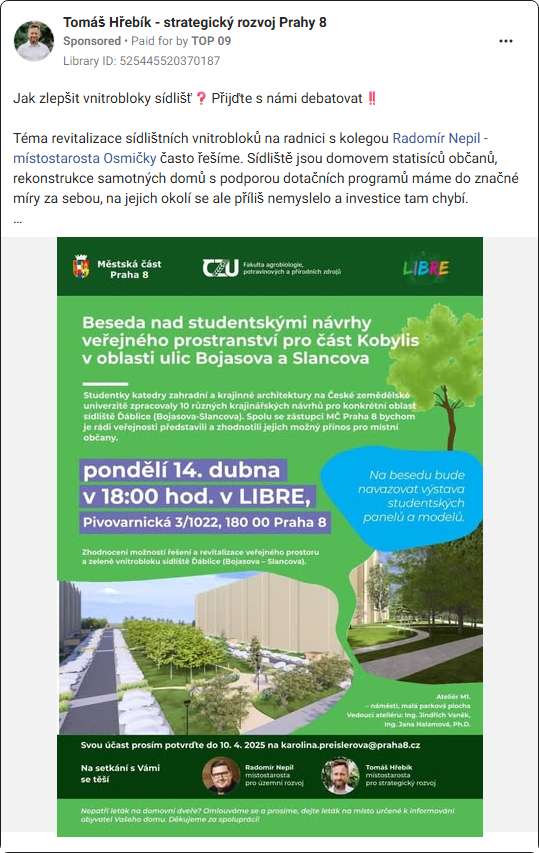 Tomáš Hřebík - strategický rozvoj Prahy 8
Sponsored • Paid for by TOP 09
Library ID: 525445520370187
Jak zlepšit vnitrobloky sídlišť❓ Přijďte s námi debatovat ‼️
Téma revitalizace sídlištních vnitrobloků na radnici s kolegou Radomír Nepil -
místostarosta Osmičky často řešíme. Sídliště jsou domovem statisíců občanů,
rekonstrukce samotných domů s podporou dotačních programů máme do značné
míry za sebou, na jejich okolí se ale příliš nemyslelo a investice tam chybí.
...
Městská část
Praha 8
CZU
Fakulta agrobiologie,
potravinových a přírodních zdrojů
LIBRE
Beseda nad studentskými návrhy
veřejného prostranství pro část Kobylis
v oblasti ulic Bojasova a Slancova
Studentky katedry zahradní a krajinné architektury na České zemědělské
univerzitě zpracovaly 10 různých krajinářských návrhů pro konkrétní oblast
sídliště Ďáblice (Bojasova-Slancova). Spolu se zástupci MČ Praha 8 bychom
je rádi veřejnosti představili a zhodnotili jejich možný přínos pro místní
občany.
pondělí 14. dubna
v 18:00 hod. v LIBRE,
Pivovarnická 3/1022, 180 00 Praha 8
Na besedu bude
navazovat výstava
studentských
panelů a modelů.
Zhodnocení možností řešení a revitalizace veřejného prostoru
a zeleně vnitrobloku sídliště Ďáblice (Bojasova – Slancova).
Ateliér M1.
– náměstí, malá parková plocha
Vedoucí ateliéru: Ing. Jindřich Vaněk,
Ing. Jana Halamová, Ph.D.
Svou účast prosím potvrďte do 10. 4. 2025 na karolina.preislerova@praha8.cz
Na setkání s Vámi
se těší
Radomír Nepil
místostarosta
pro územní rozvoj
Tomáš Hřebík
místostarosta
pro strategický rozvoj
Nepatří leták na domovní dveře? Omlouváme se a prosíme, dejte leták na místo určené k informování
obyvatel Vašeho domu. Děkujeme za spolupráci!